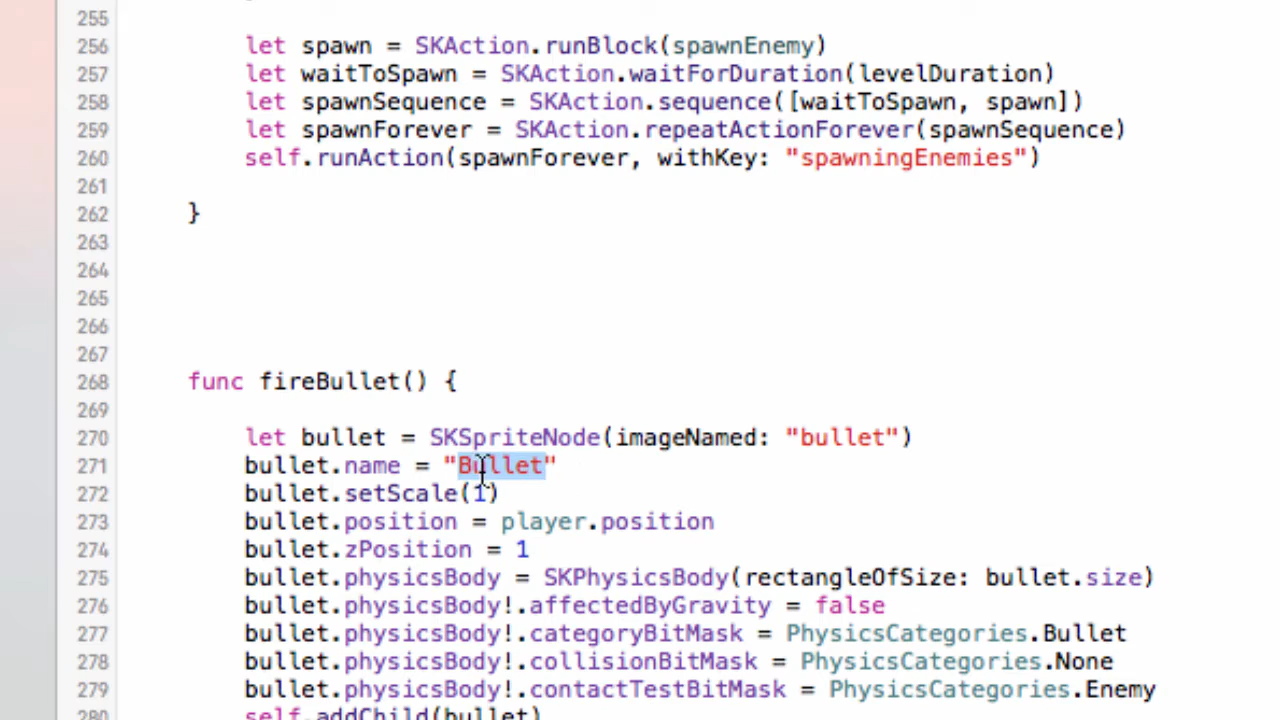 255
256 let spawn = SKAction.runBlock(spawnEnemy)
257 let waitToSpawn = SKAction.waitForDuration(levelDuration)
258 let spawnSequence = SKAction.sequence([waitToSpawn, spawn])
259 let spawnForever = SKAction.repeatActionForever(spawnSequence)
260 self.runAction(spawnForever, withKey: "spawningEnemies")
261
262 }
263
264
265
266
267
268 func fireBullet() {
269
270 let bullet = SKSpriteNode(imageNamed: "bullet")
271 bullet.name = "Bullet"
272 bullet.setScale(1)
273 bullet.position = player.position
274 bullet.zPosition = 1
275 bullet.physicsBody = SKPhysicsBody(rectangleOfSize: bullet.size)
276 bullet.physicsBody!.affectedByGravity = false
277 bullet.physicsBody!.categoryBitMask = PhysicsCategories.Bullet
278 bullet.physicsBody!.collisionBitMask = PhysicsCategories.None
279 bullet.physicsBody!.contactTestBitMask = PhysicsCategories.Enemy
280 self.addChild(bullet)